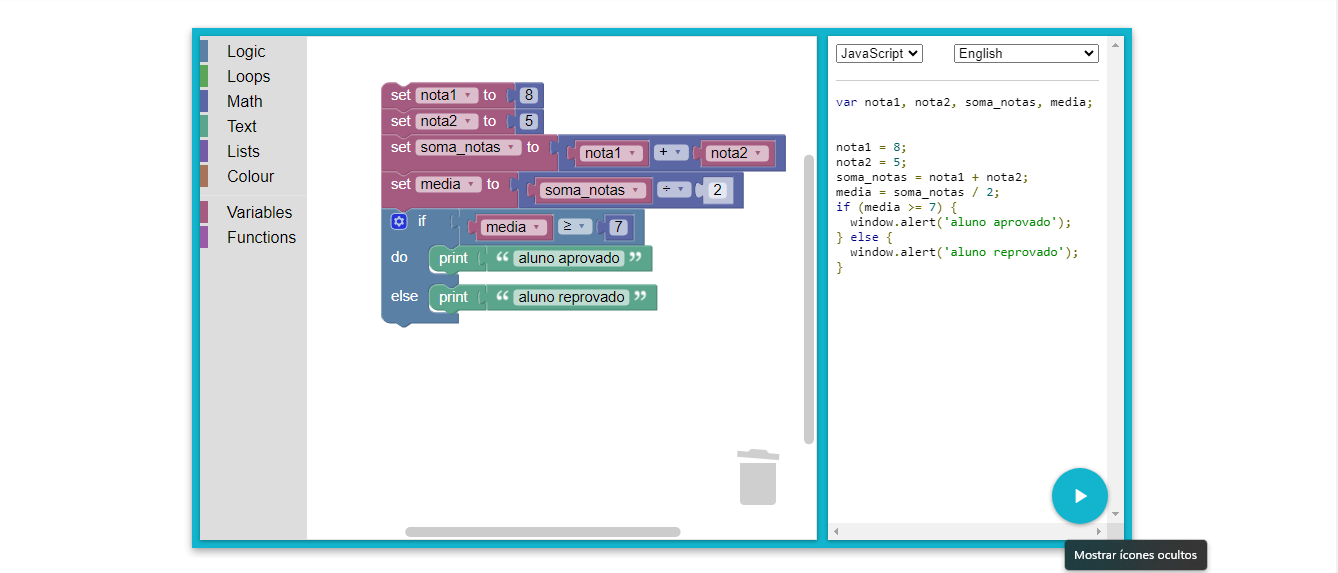 Logic
Loops
Math
Text
Lists
Colour
Variables
Functions
set nota1 to 8
set nota2 to 5
set soma_notas to nota1 + nota2
set media to soma_notas ÷ 2
if media ≥ 7
do print “ aluno aprovado ”
else print “ aluno reprovado ”
JavaScript English
var nota1, nota2, soma_notas, media;
nota1 = 8;
nota2 = 5;
soma_notas = nota1 + nota2;
media = soma_notas / 2;
if (media >= 7) {
  window.alert('aluno aprovado');
} else {
  window.alert('aluno reprovado');
}
Mostrar ícones ocultos